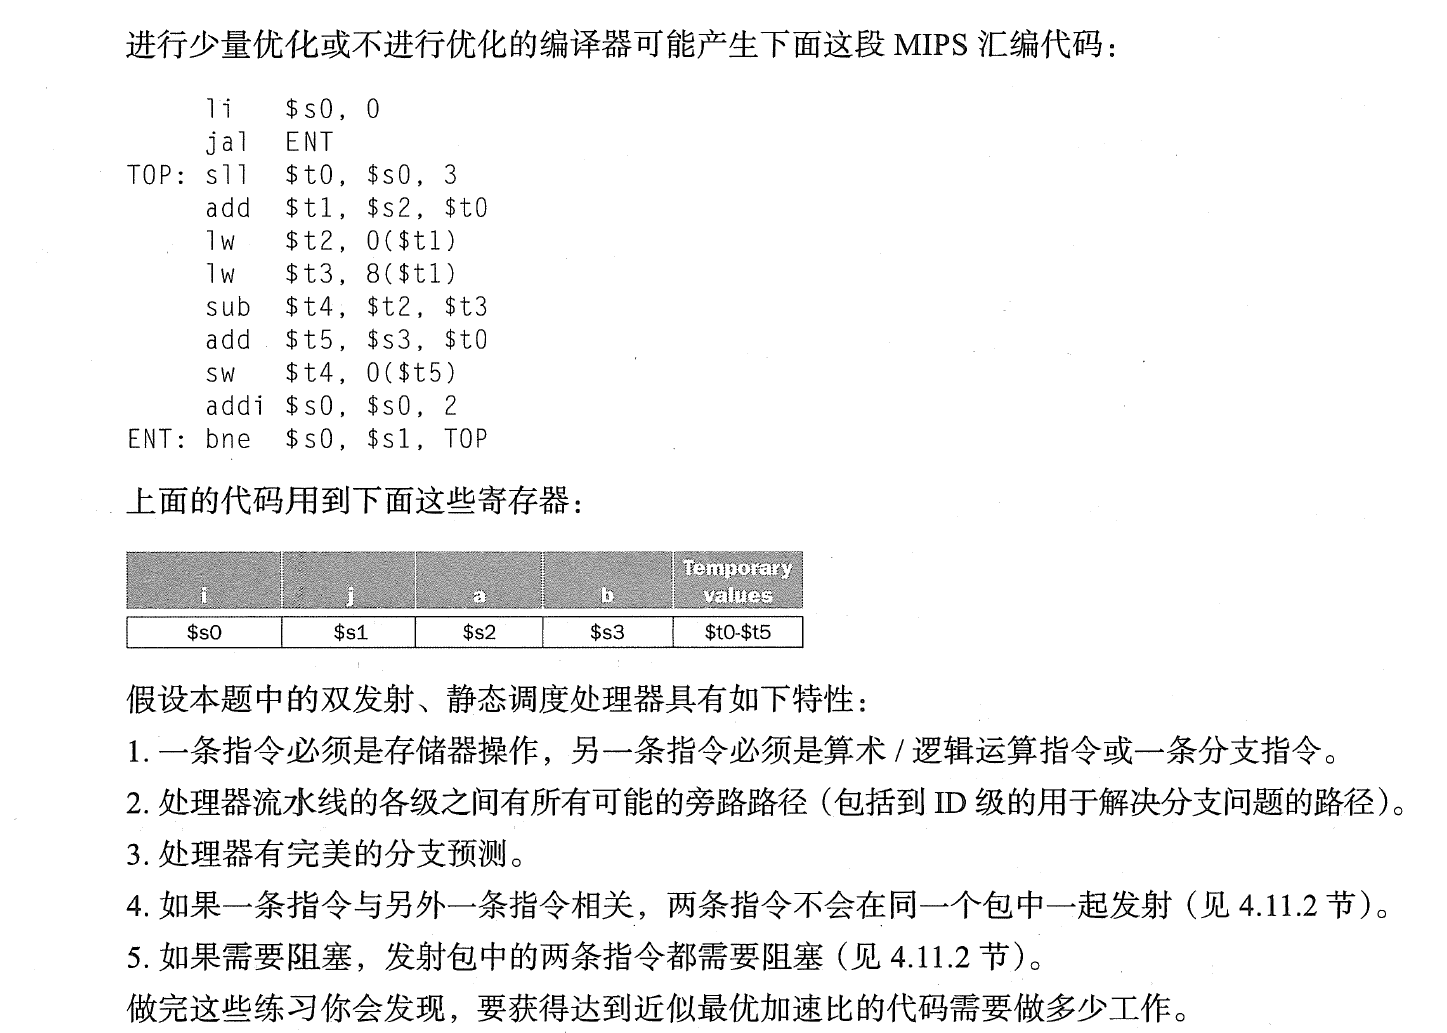 进行少量优化或不进行优化的编译器可能产生下面这段 MIPS 汇编代码：
li $s0, 0
jal ENT
TOP: sll $t0, $s0, 3
add $t1, $s2, $t0
lw $t2, 0($t1)
lw $t3, 8($t1)
sub $t4, $t2, $t3
add $t5, $s3, $t0
sw $t4, 0($t5)
addi $s0, $s0, 2
ENT: bne $s0, $s1, TOP
上面的代码用到下面这些寄存器：
i j a b Temporary values
$s0 $s1 $s2 $s3 $t0-$t5
假设本题中的双发射、静态调度处理器具有如下特性：
1. 一条指令必须是存储器操作，另一条指令必须是算术 / 逻辑运算指令或一条分支指令。
2. 处理器流水线的各级之间有所有可能的旁路路径（包括到 ID 级的用于解决分支问题的路径）。
3. 处理器有完美的分支预测。
4. 如果一条指令与另外一条指令相关，两条指令不会在同一个包中一起发射（见 4.11.2 节）。
5. 如果需要阻塞，发射包中的两条指令都需要阻塞（见 4.11.2 节）。
做完这些练习你会发现，要获得达到近似最优加速比的代码需要做多少工作。